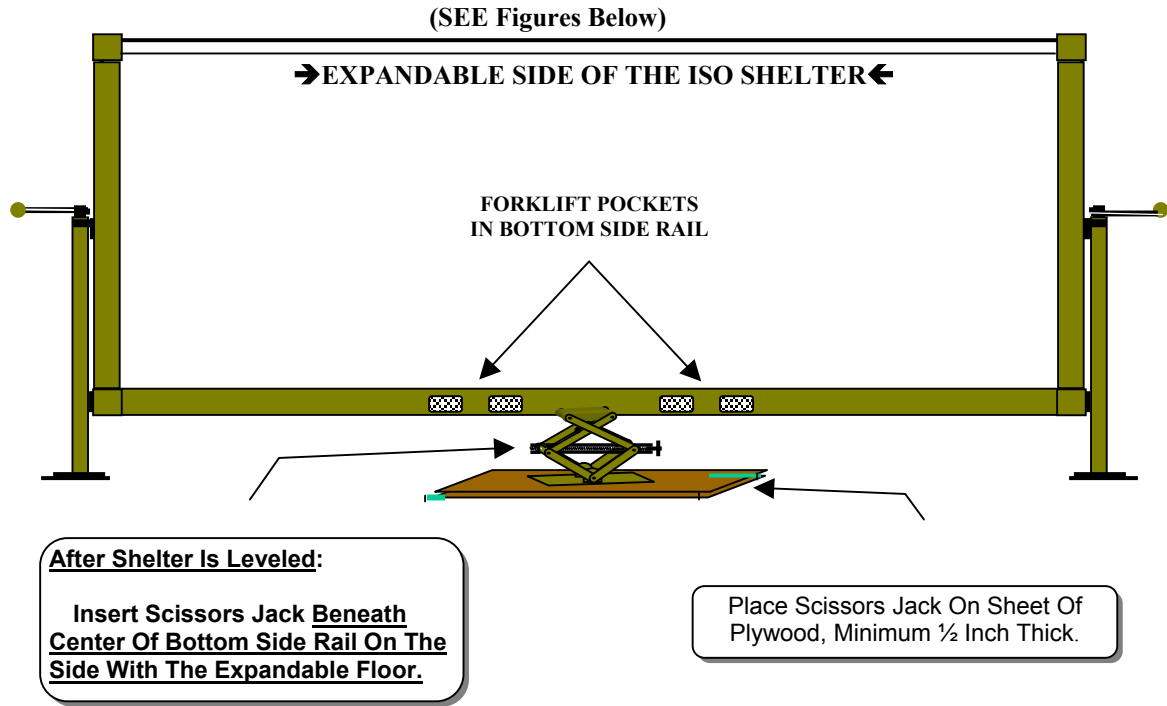 (SEE Figures Below)
➔EXPANDABLE SIDE OF THE ISO SHELTER🡸
FORKLIFT POCKETS
IN BOTTOM SIDE RAIL
After Shelter Is Leveled:
Insert Scissors Jack Beneath
Center Of Bottom Side Rail On The
Side With The Expandable Floor.
Place Scissors Jack On Sheet Of
Plywood, Minimum ½ Inch Thick.